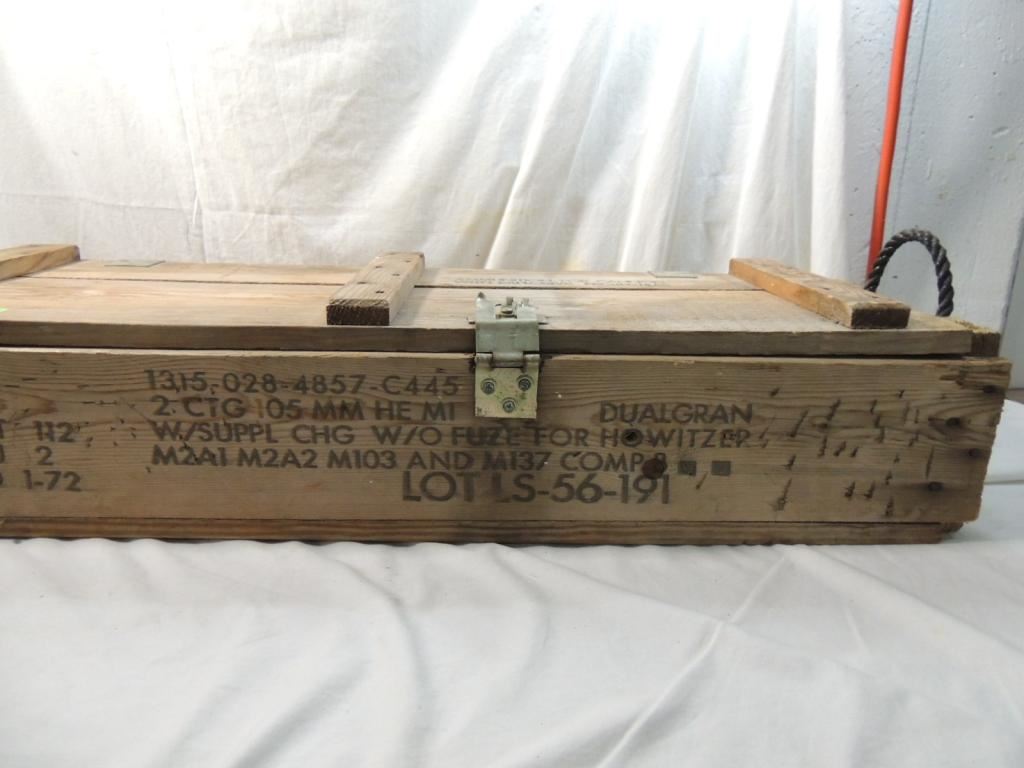 1315-028-4857-C445
2 CTG 105 MM HE M1 DUALGRAN
112 W/SUPPL CHG W/O FUZE FOR HOWITZER
2 M2A1 M2A2 M103 AND M137 COMP B
1-72 LOT LS-56-191